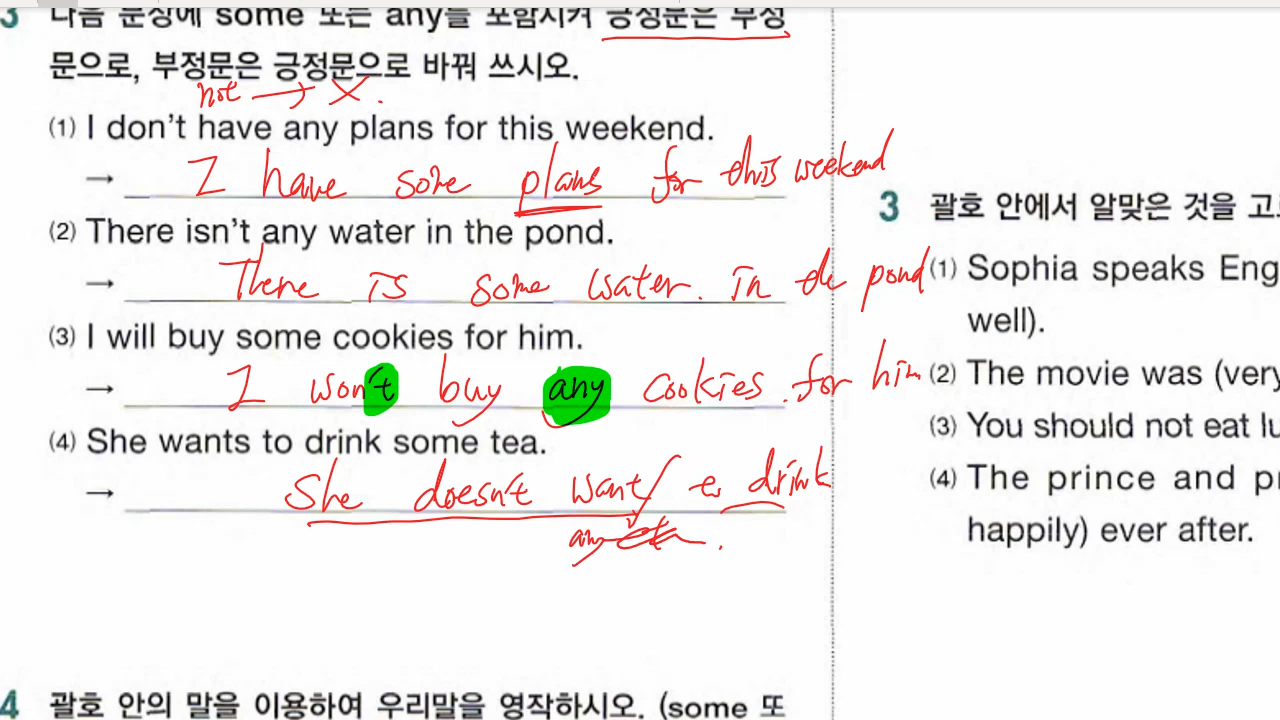 3 다음 문장에 some 또는 any를 포함시켜 긍정문은 부정
문으로, 부정문은 긍정문으로 바꿔 쓰시오.
not → X.
(1) I don't have any plans for this weekend.
→ I have some plans for this weekend
(2) There isn't any water in the pond.
→ There is some water. in the pond
(3) I will buy some cookies for him.
→ I won't buy any cookies. for him
(4) She wants to drink some tea.
→ She doesn't want to drink
any
4 괄호 안의 말을 이용하여 우리말을 영작하시오. (some 또
3 괄호 안에서 알맞은 것을
(1) Sophia speaks Eng
well).
(2) The movie was (very
(3) You should not eat lu
(4) The prince and pr
happily) ever after.